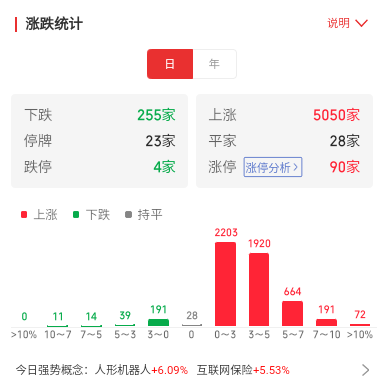 涨跌统计 说明
日 年
下跌 255家 上涨 5050家
停牌 23家 平家 28家
跌停 4家 涨停 涨停分析 90家
上涨 下跌 持平
2203
1920
664
191 191
0 11 14 39 28 72
>10% 10~7 7~5 5~3 3~0 0 0~3 3~5 5~7 7~10 >10%
今日强势概念：人形机器人+6.09% 互联网保险+5.53%